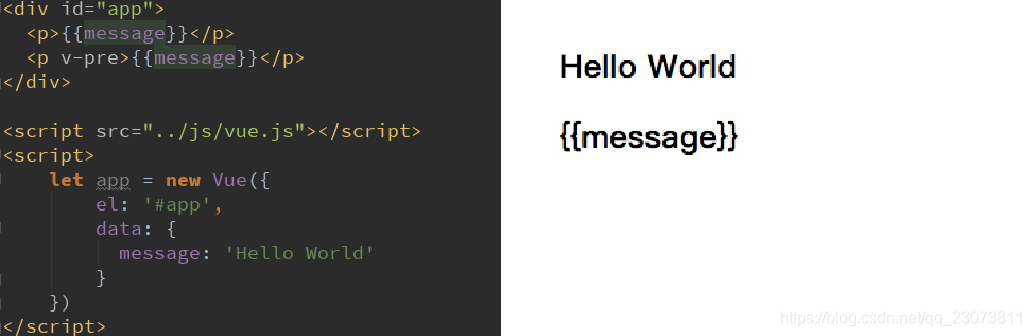 <div id="app">
  <p>{{message}}</p>
  <p v-pre>{{message}}</p>
</div>

<script src="../js/vue.js"></script>
<script>
    let app = new Vue({
        el: '#app',
        data: {
          message: 'Hello World'
        }
    })
</script>
Hello World
{{message}}
https://blog.csdn.net/qq_23073811